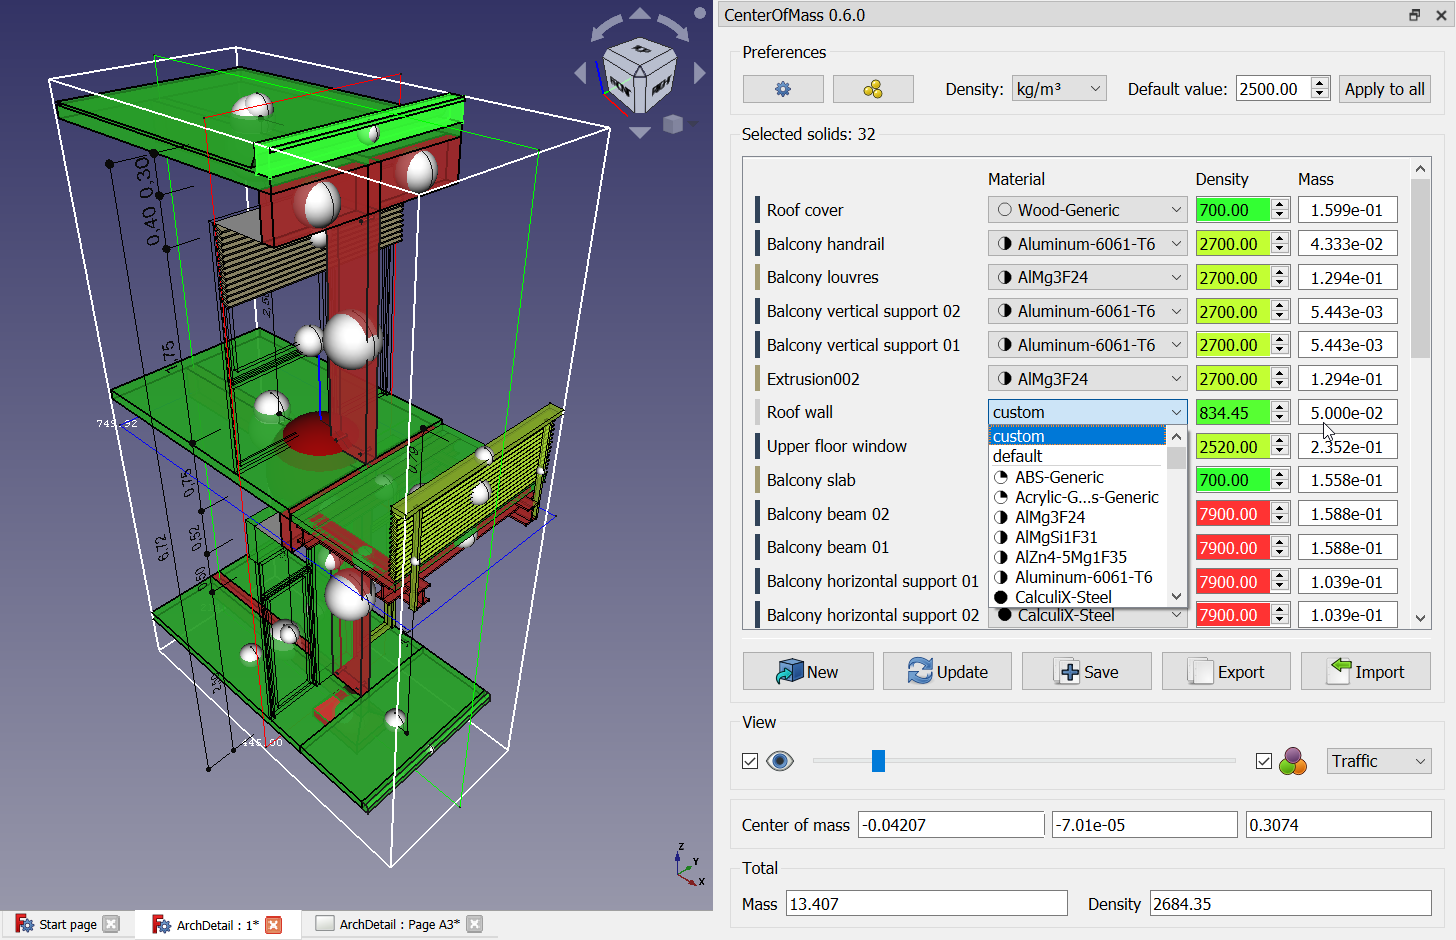 CenterOfMass 0.6.0
Preferences
Density: kg/m³ Default value: 2500.00 Apply to all
Selected solids: 32
Material Density Mass
Roof cover Wood-Generic 700.00 1.599e-01
Balcony handrail Aluminum-6061-T6 2700.00 4.333e-02
Balcony louvres AlMg3F24 2700.00 1.294e-01
Balcony vertical support 02 Aluminum-6061-T6 2700.00 5.443e-03
Balcony vertical support 01 Aluminum-6061-T6 2700.00 5.443e-03
Extrusion002 AlMg3F24 2700.00 1.294e-01
Roof wall custom 834.45 5.000e-02
Upper floor window 2520.00 2.352e-01
Balcony slab 700.00 1.558e-01
Balcony beam 02 7900.00 1.588e-01
Balcony beam 01 7900.00 1.588e-01
Balcony horizontal support 01 7900.00 1.039e-01
Balcony horizontal support 02 CalculiX-Steel 7900.00 1.039e-01
custom
default
ABS-Generic
Acrylic-G...s-Generic
AlMg3F24
AlMgSi1F31
AlZn4-5Mg1F35
Aluminum-6061-T6
CalculiX-Steel
New Update Save Export Import
View
Traffic
Center of mass -0.04207 -7.01e-05 0.3074
Total
Mass 13.407 Density 2684.35
0,30
0,40
1,75
749.92
0,75
0,52
6,72
Z
Y
X
Start page ArchDetail : 1* ArchDetail : Page A3*